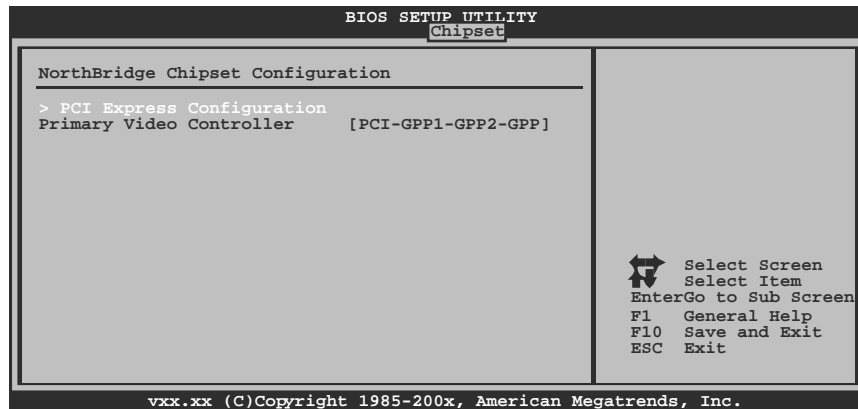 BIOS SETUP UTILITY
Chipset
NorthBridge Chipset Configuration
> PCI Express Configuration
Primary Video Controller [PCI-GPP1-GPP2-GPP]
Select Screen
Select Item
EnterGo to Sub Screen
F1 General Help
F10 Save and Exit
ESC Exit
vxx.xx (C)Copyright 1985-200x, American Megatrends, Inc.